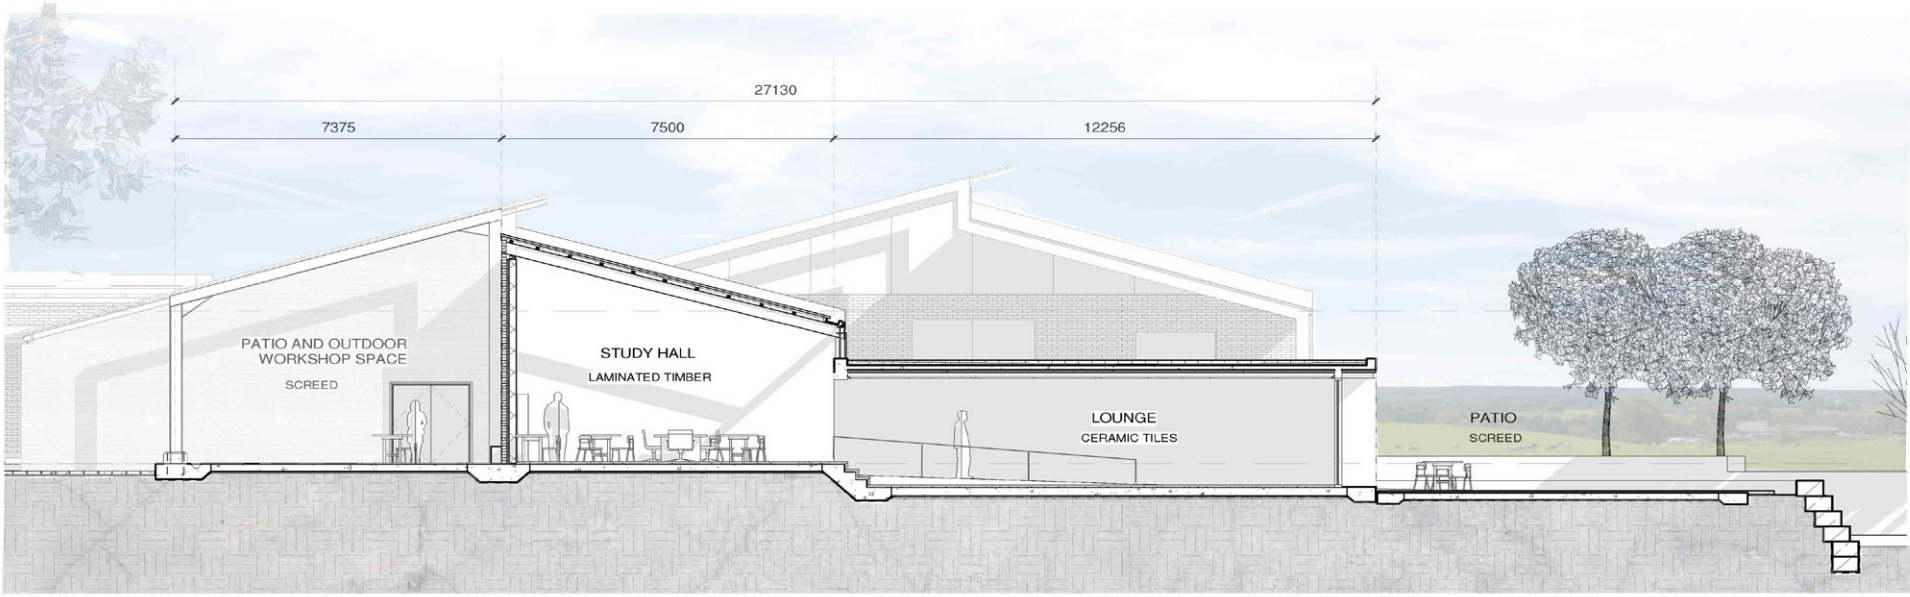 27130
7375
7500
12256
PATIO AND OUTDOOR
WORKSHOP SPACE
SCREED
STUDY HALL
LAMINATED TIMBER
LOUNGE
CERAMIC TILES
PATIO
SCREED